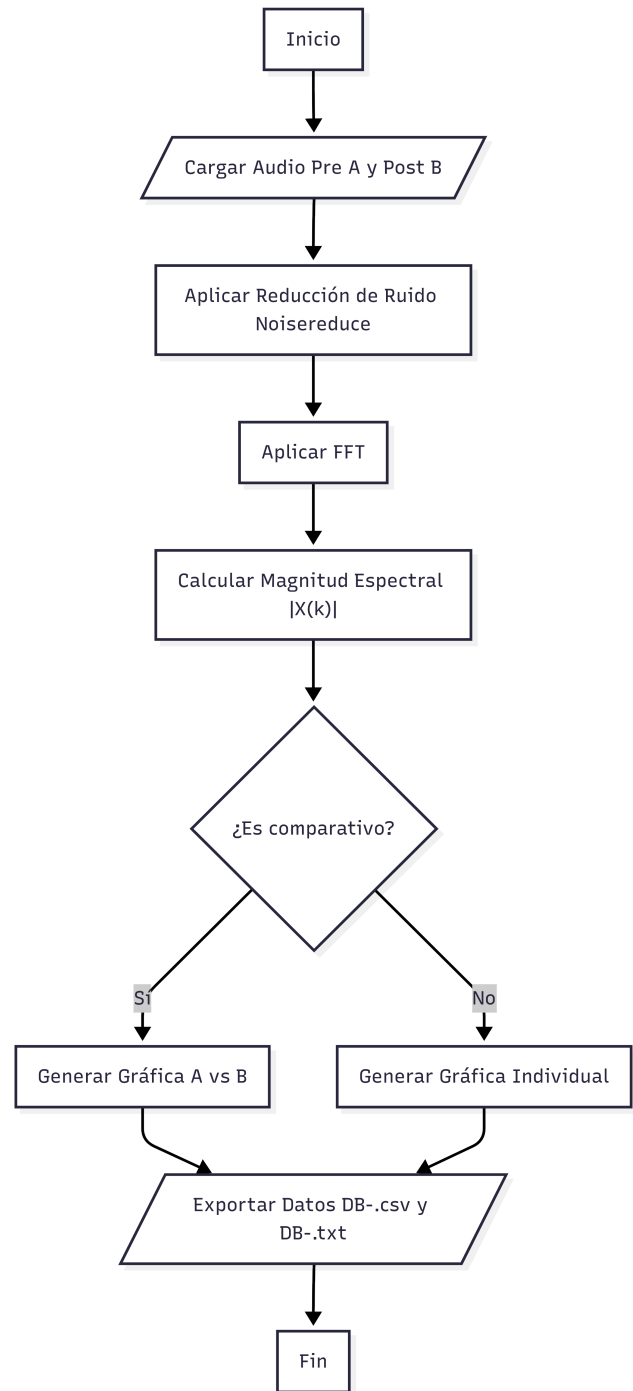 Inicio
Cargar Audio Pre A y Post B
Aplicar Reducción de Ruido
Noisereduce
Aplicar FFT
Calcular Magnitud Espectral
|X(k)|
¿Es comparativo?
Sí
No
Generar Gráfica A vs B
Generar Gráfica Individual
Exportar Datos DB-.csv y
DB-.txt
Fin